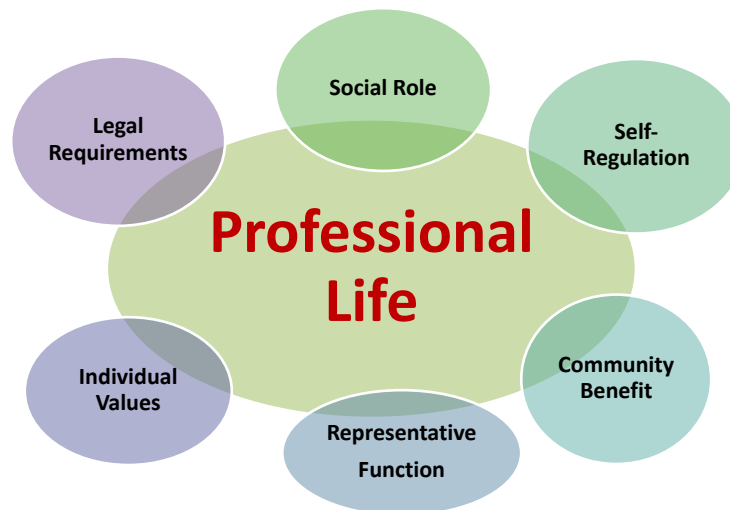 Social Role
Legal
Requirements
Self-
Regulation
Professional
Life
Individual
Values
Community
Benefit
Representative
Function